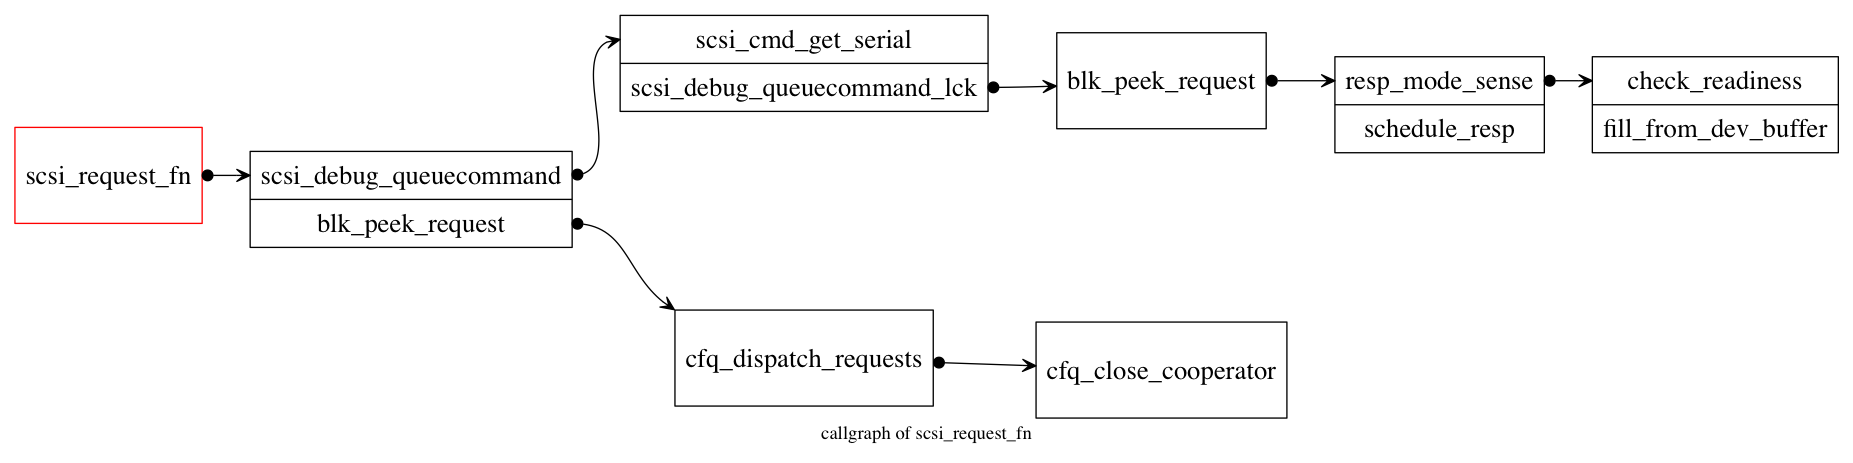 scsi_request_fn
scsi_debug_queuecommand
blk_peek_request
scsi_cmd_get_serial
scsi_debug_queuecommand_lck
blk_peek_request
resp_mode_sense
schedule_resp
check_readiness
fill_from_dev_buffer
cfq_dispatch_requests
cfq_close_cooperator
callgraph of scsi_request_fn